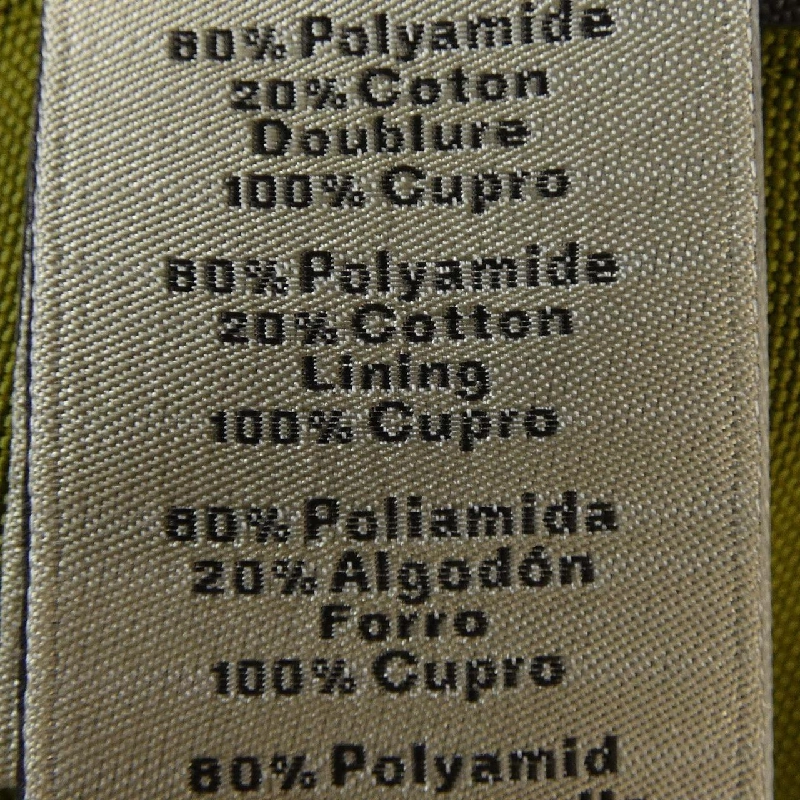 80% Polyamide
20% Coton
Doublure
100% Cupro
80% Polyamide
20% Cotton
Lining
100% Cupro
80% Poliamida
20% Algodón
Forro
100% Cupro
80% Polyamid